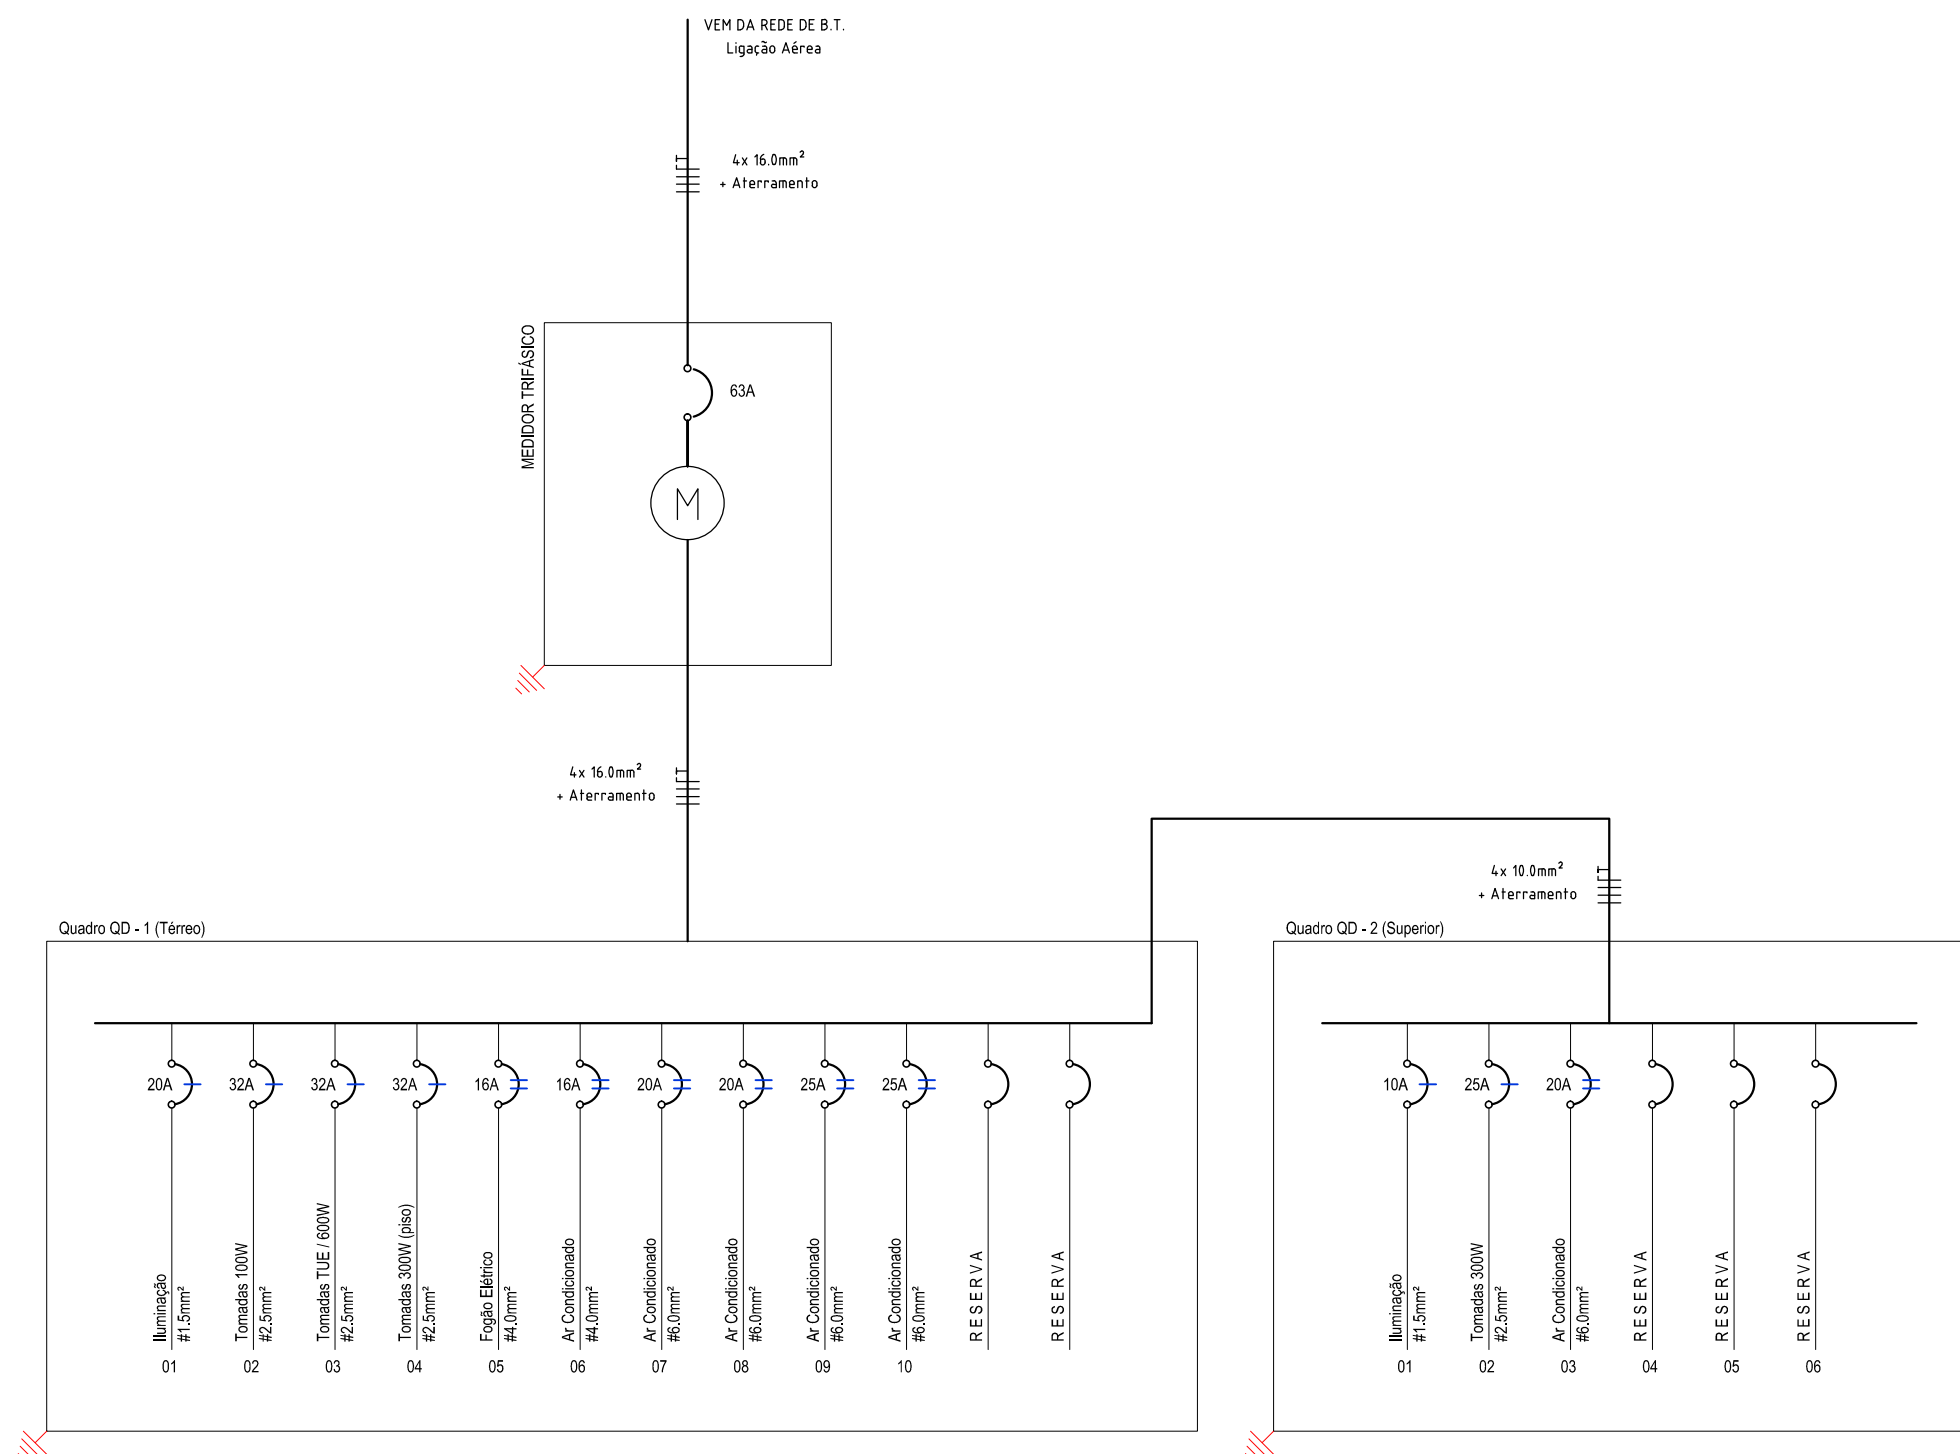 VEM DA REDE DE B.T.
Ligação Aérea
4x 16.0mm²
+ Aterramento
MEDIDOR TRIFÁSICO
63A
M
4x 16.0mm²
+ Aterramento
4x 10.0mm²
+ Aterramento
Quadro QD - 1 (Térreo)
20A
32A
32A
32A
16A
16A
20A
20A
25A
25A
Iluminação
#1.5mm²
Tomadas 100W
#2.5mm²
Tomadas TUE / 600W
#2.5mm²
Tomadas 300W (piso)
#2.5mm²
Fogão Elétrico
#4.0mm²
Ar Condicionado
#4.0mm²
Ar Condicionado
#6.0mm²
Ar Condicionado
#6.0mm²
Ar Condicionado
#6.0mm²
Ar Condicionado
#6.0mm²
R E S E R V A
R E S E R V A
01
02
03
04
05
06
07
08
09
10
Quadro QD - 2 (Superior)
10A
25A
20A
Iluminação
#1.5mm²
Tomadas 300W
#2.5mm²
Ar Condicionado
#6.0mm²
R E S E R V A
R E S E R V A
R E S E R V A
01
02
03
04
05
06